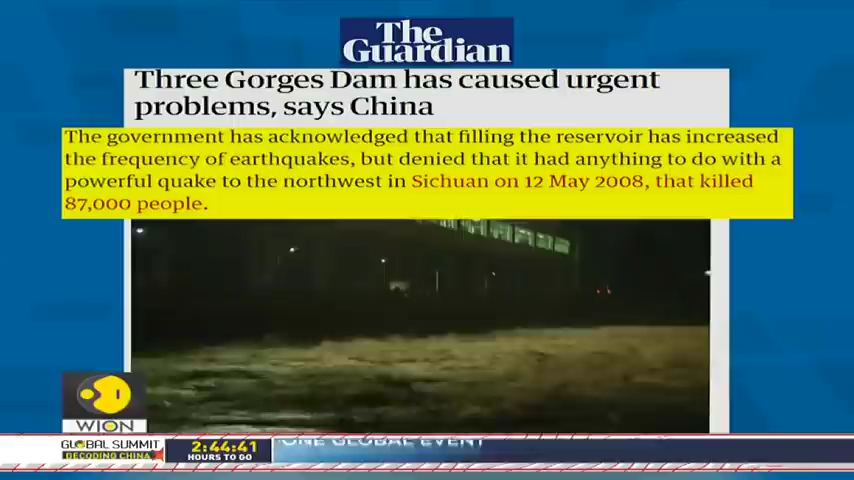 The
Guardian
Three Gorges Dam has caused urgent
problems, says China
The government has acknowledged that filling the reservoir has increased
the frequency of earthquakes, but denied that it had anything to do with a
powerful quake to the northwest in Sichuan on 12 May 2008, that killed
87,000 people.
WION
GLOBAL SUMMIT
DECODING CHINA
2:44:41
HOURS TO GO
ONE GLOBAL EVENT